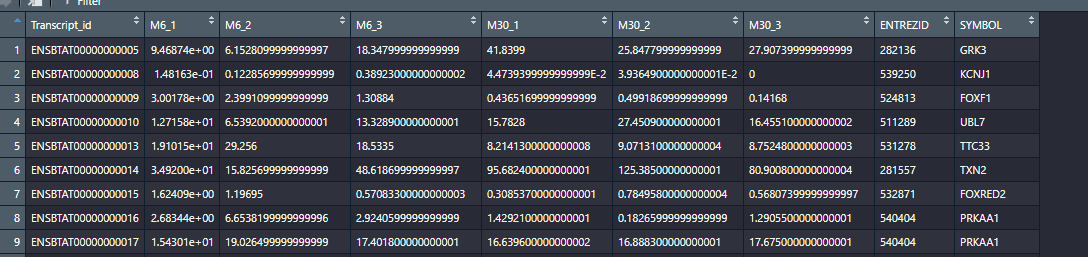 Filter
Transcript_id M6_1 M6_2 M6_3 M30_1 M30_2 M30_3 ENTREZID SYMBOL
1 ENSBTAT00000000005 9.46874e+00 6.1528099999999997 18.347999999999999 41.8399 25.847799999999999 27.907399999999999 282136 GRK3
2 ENSBTAT00000000008 1.48163e-01 0.12285699999999999 0.38923000000000002 4.4739399999999999E-2 3.9364900000000001E-2 0 539250 KCNJ1
3 ENSBTAT00000000009 3.00178e+00 2.3991099999999999 1.30884 0.43651699999999999 0.49918699999999999 0.14168 524813 FOXF1
4 ENSBTAT00000000010 1.27158e+01 6.5392000000000001 13.328900000000001 15.7828 27.450900000000001 16.455100000000002 511289 UBL7
5 ENSBTAT00000000013 1.91015e+01 29.256 18.5335 8.2141300000000008 9.0713100000000004 8.7524800000000003 531278 TTC33
6 ENSBTAT00000000014 3.49200e+01 15.825699999999999 48.618699999999997 95.682400000000001 125.38500000000001 80.900800000000004 281557 TXN2
7 ENSBTAT00000000015 1.62409e+00 1.19695 0.57083300000000003 0.30853700000000001 0.78495800000000004 0.56807399999999997 532871 FOXRED2
8 ENSBTAT00000000016 2.68344e+00 6.6538199999999996 2.9240599999999999 1.4292100000000001 0.18265999999999999 1.2905500000000001 540404 PRKAA1
9 ENSBTAT00000000017 1.54301e+01 19.026499999999999 17.401800000000001 16.639600000000002 16.888300000000001 17.675000000000001 540404 PRKAA1